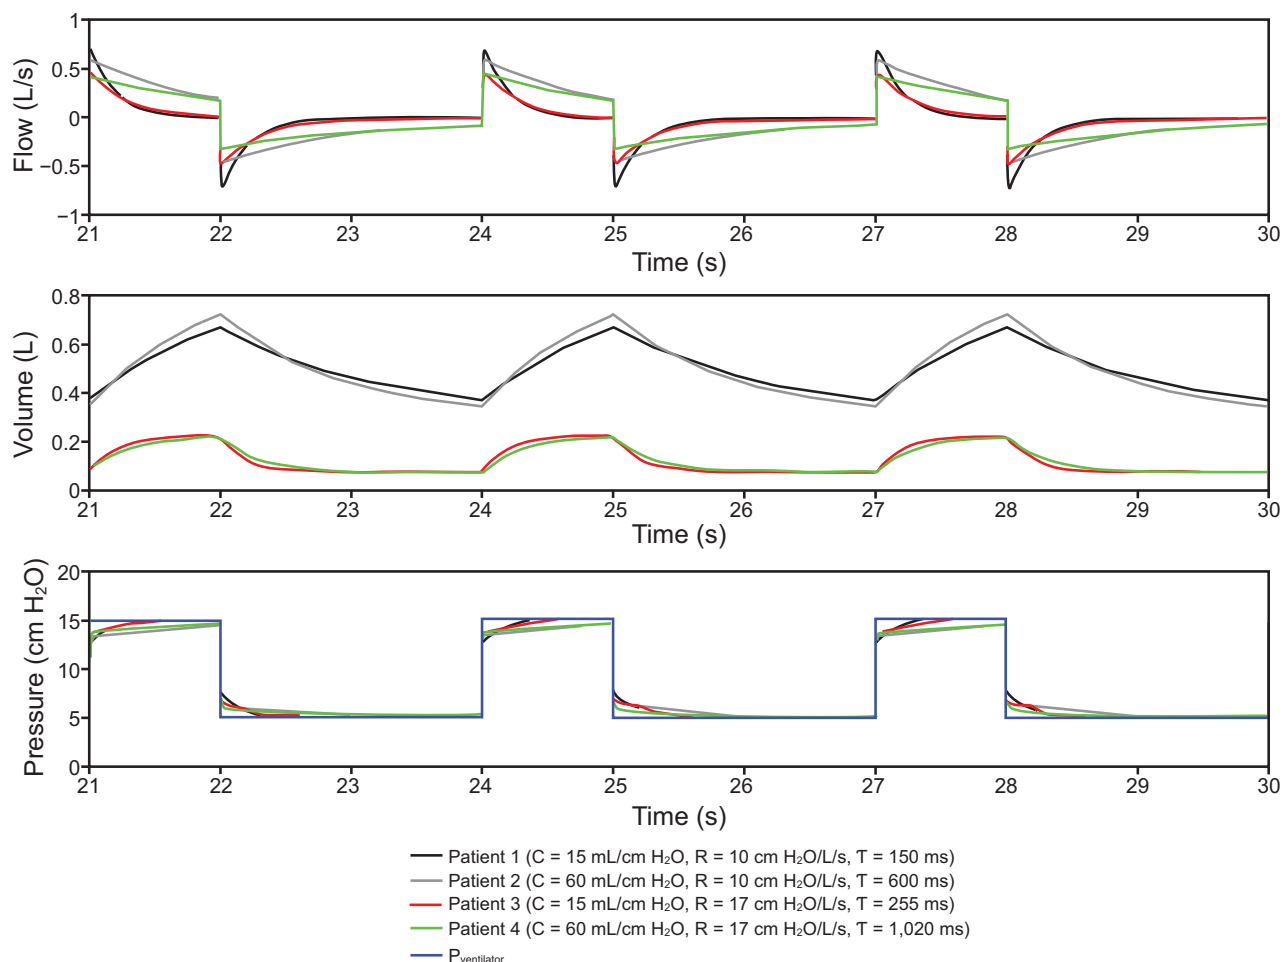 Flow (L/s)
1
0.5
0
−0.5
−1
21 22 23 24 25 26 27 28 29 30
Time (s)
Volume (L)
0.8
0.6
0.4
0.2
0
21 22 23 24 25 26 27 28 29 30
Time (s)
Pressure (cm H₂O)
20
15
10
5
0
21 22 23 24 25 26 27 28 29 30
Time (s)
Patient 1 (C = 15 mL/cm H₂O, R = 10 cm H₂O/L/s, Ƭ = 150 ms)
Patient 2 (C = 60 mL/cm H₂O, R = 10 cm H₂O/L/s, Ƭ = 600 ms)
Patient 3 (C = 15 mL/cm H₂O, R = 17 cm H₂O/L/s, Ƭ = 255 ms)
Patient 4 (C = 60 mL/cm H₂O, R = 17 cm H₂O/L/s, Ƭ = 1,020 ms)
Pventilator